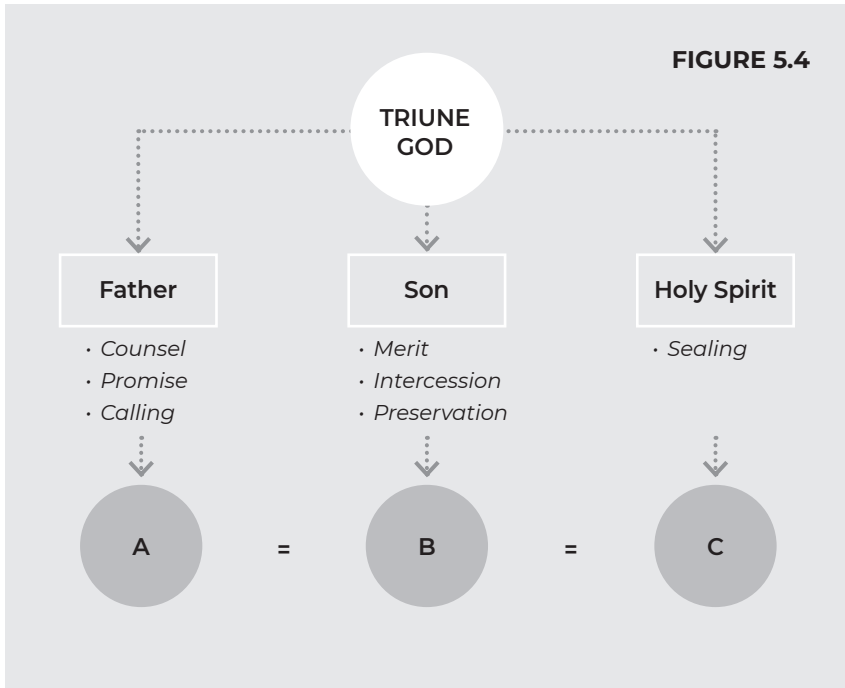 FIGURE 5.4
TRIUNE
GOD
Father
Son
Holy Spirit
• Counsel
• Promise
• Calling
• Merit
• Intercession
• Preservation
• Sealing
A = B = C